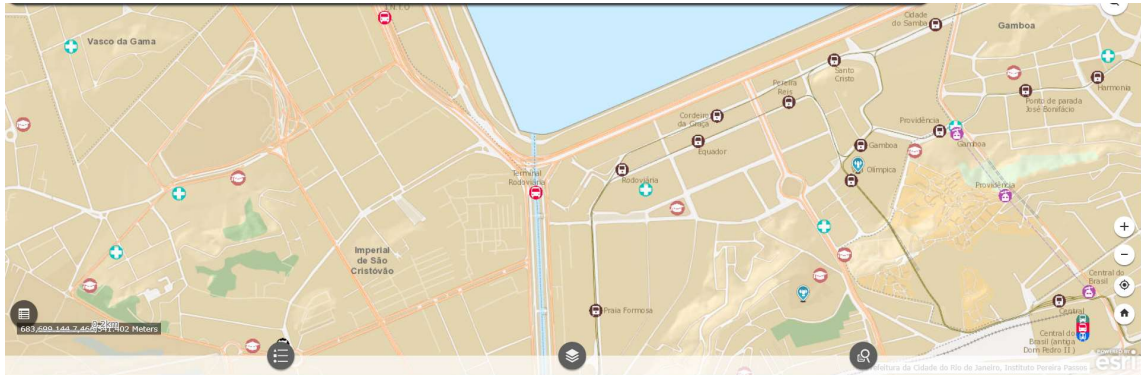 Cidade
do Samba
Gamboa
Vasco da Gama
Santo
Cristo
Pereira
Reis
Harmonia
Ponto de parada
José Bonifácio
Cordeiro
da Graça
Providência
Equador
Gamboa
Gamboa
Terminal
Rodoviária
Rodoviária
Olímpica
Providência
Imperial
de São
Cristóvão
Central do
Brasil
Praia Formosa
Central
Central do
Brasil (antiga
Dom Pedro II )
Meters
Prefeitura da Cidade do Rio de Janeiro, Instituto Pereira Passos
POWERED BY
esri